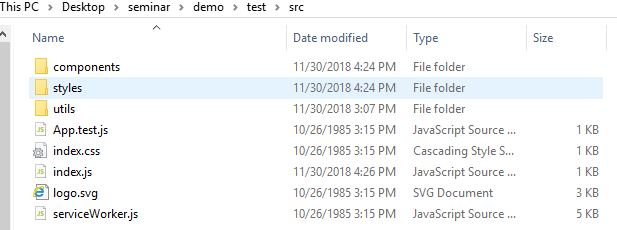 This PC > Desktop > seminar > demo > test > src
Name Date modified Type Size
components 11/30/2018 4:24 PM File folder
styles 11/30/2018 4:24 PM File folder
utils 11/30/2018 3:07 PM File folder
App.test.js 10/26/1985 3:15 PM JavaScript Source ... 1 KB
index.css 10/26/1985 3:15 PM Cascading Style S... 1 KB
index.js 11/30/2018 4:26 PM JavaScript Source ... 1 KB
logo.svg 10/26/1985 3:15 PM SVG Document 3 KB
serviceWorker.js 10/26/1985 3:15 PM JavaScript Source ... 5 KB